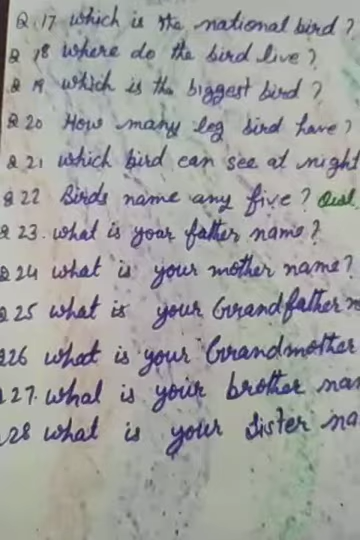 Q.17 which is the national bird?
Q 18 where do the bird live?
Q 19 which is the biggest bird?
Q 20 How many leg bird have?
Q 21 which bird can see at night
Q 22 Birds name any five?
Q 23. what is your father name?
Q 24 what is your mother name?
Q 25 what is your Grandfather
Q 26 what is your Grandmother
Q 27. what is your brother nam
Q 28 what is your sister na